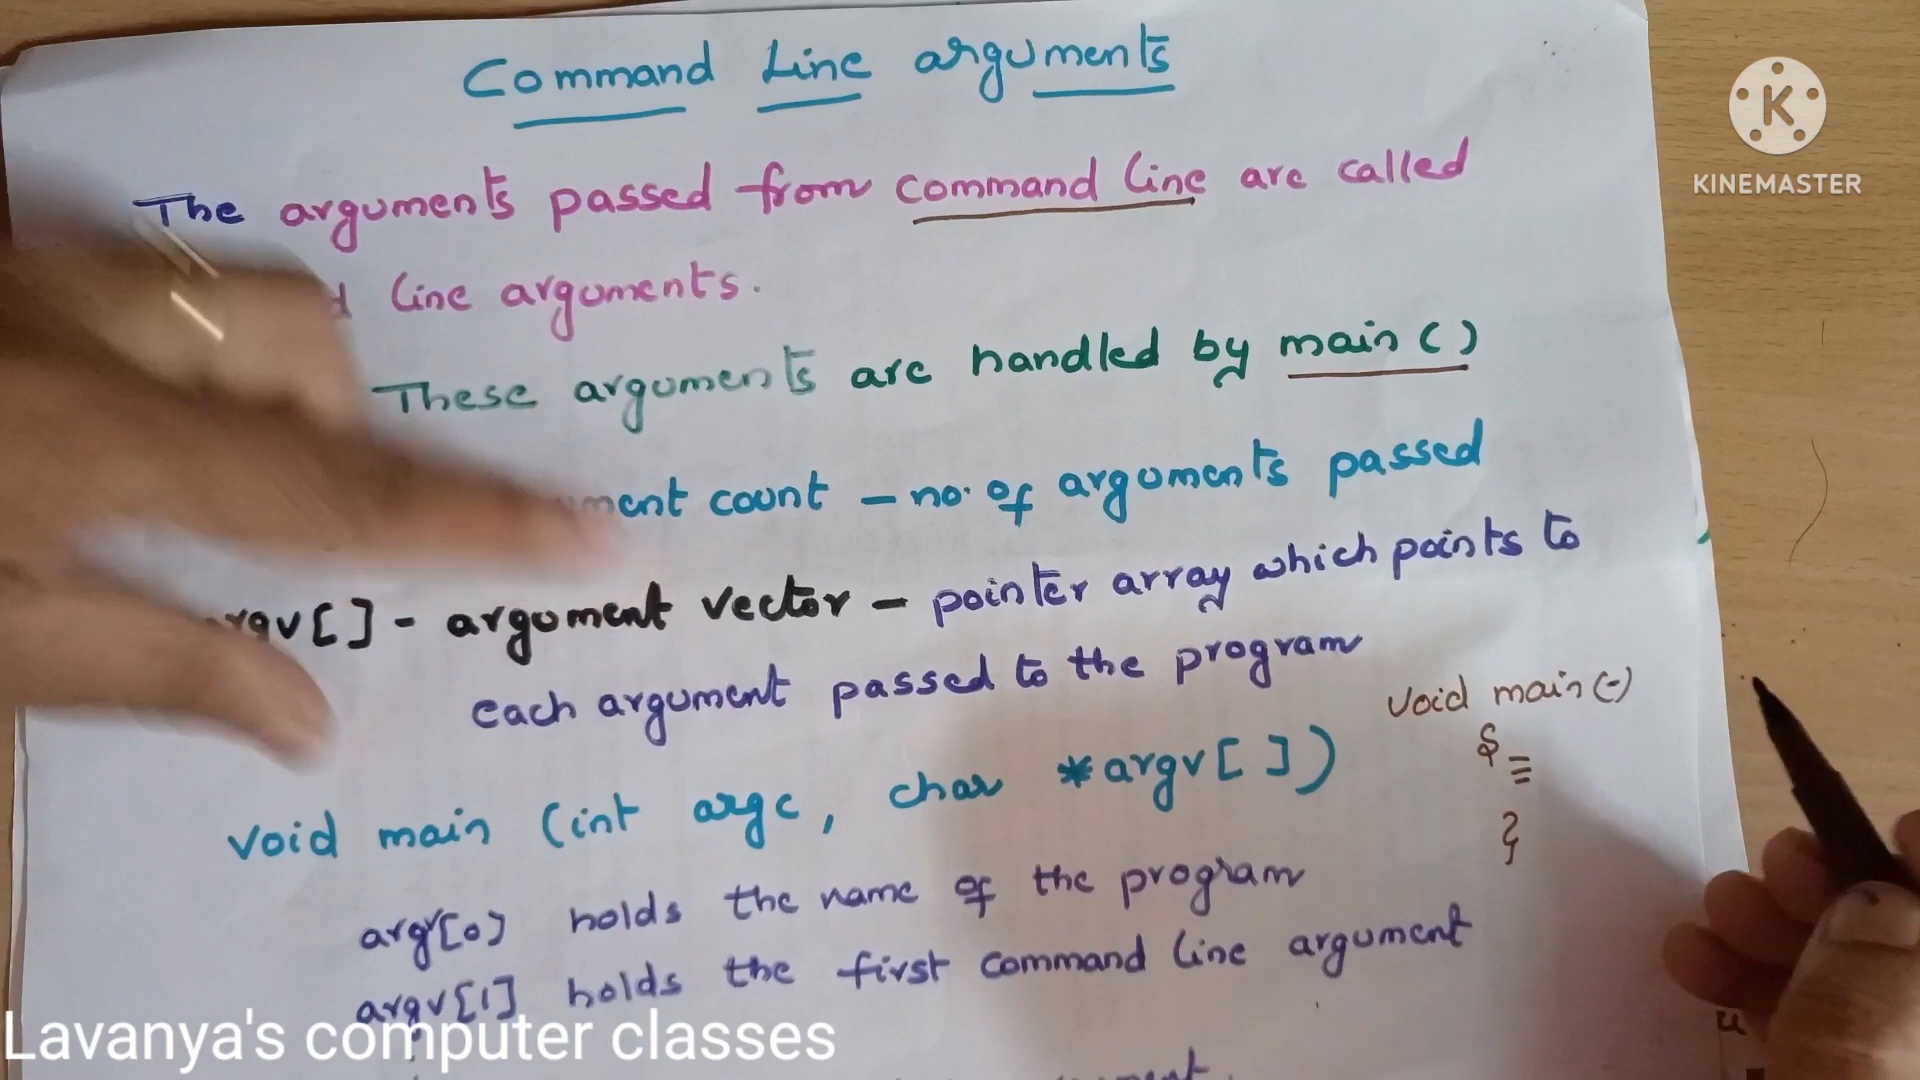 Command Line arguments
K
KINEMASTER
The arguments passed from command line are called
line arguments.
These arguments are handled by main ( )
count - no. of arguments passed
[ ] - argument vector - pointer array which points to
each argument passed to the program
void main (-)
{
}
void main (int argc, char *argv[ ])
argv[0] holds the name of the program
argv[1] holds the first command line argument
Lavanya's computer classes